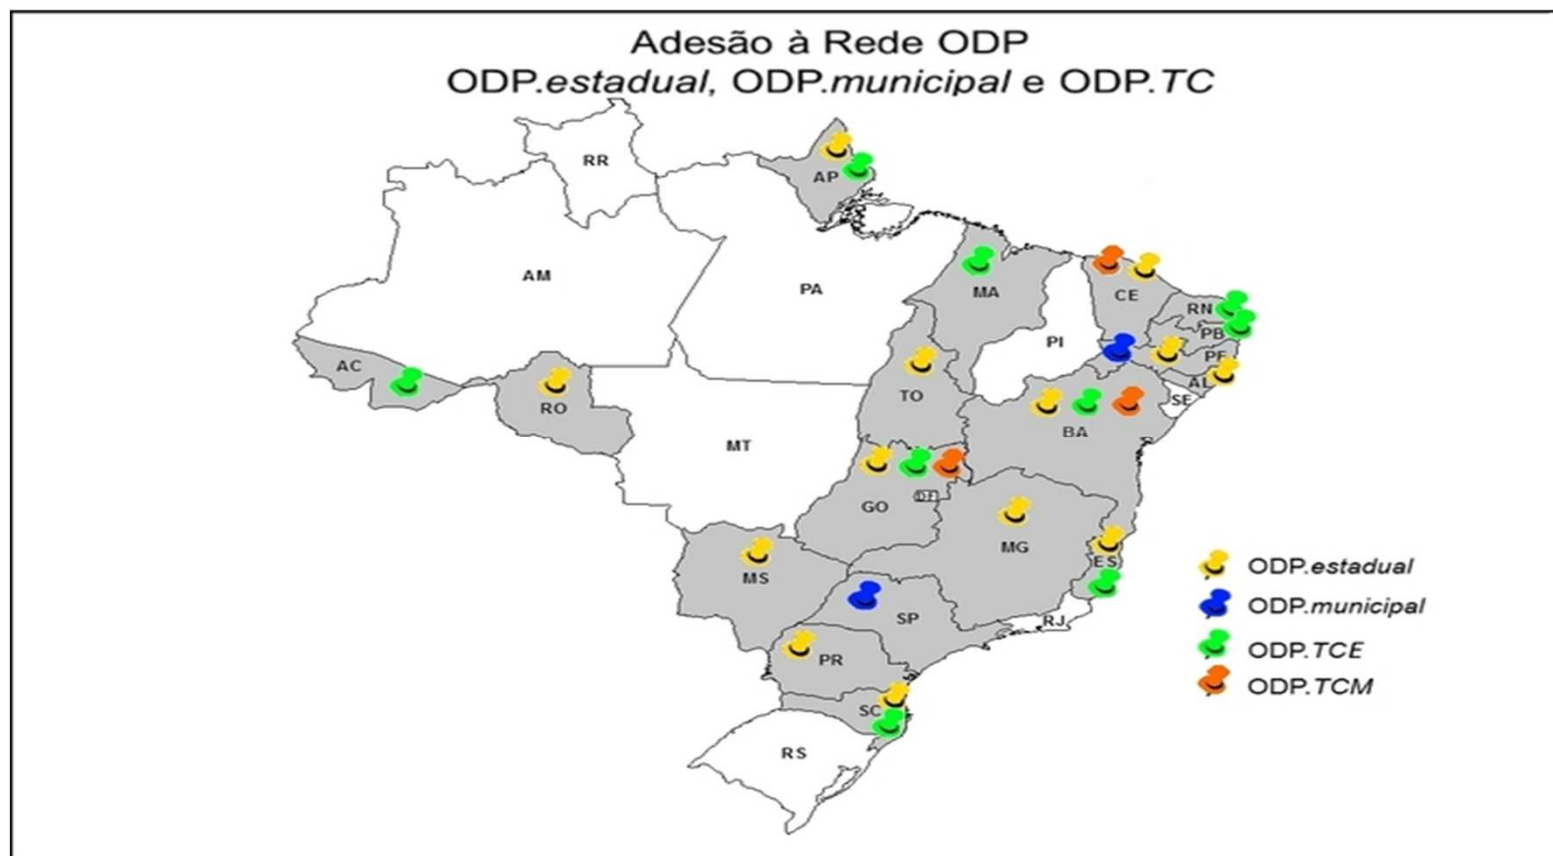 Adesão à Rede ODP
ODP.estadual, ODP.municipal e ODP.TC
RR
AP
AM
PA
MA
CE
RN
PB
PI
PE
AC
TO
AL
RO
SE
BA
MT
DF
GO
MG
ES
MS
SP
RJ
PR
SC
RS
ODP.estadual
ODP.municipal
ODP.TCE
ODP.TCM